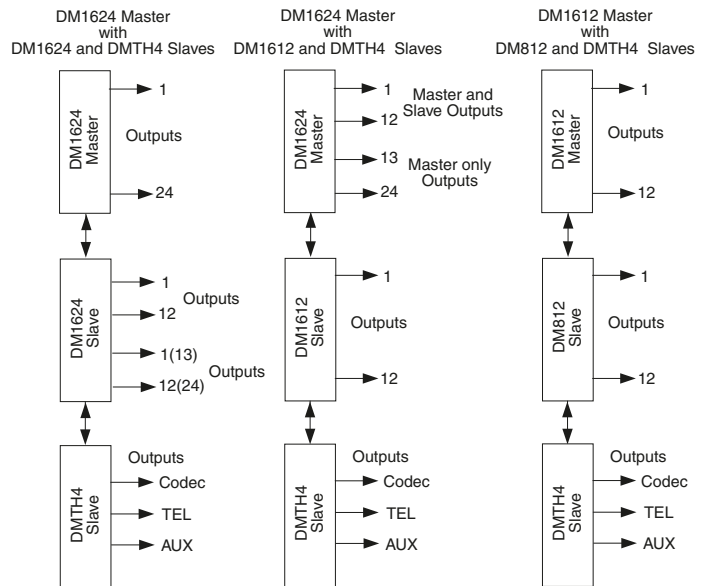 DM1624 Master
with
DM1624 and DMTH4 Slaves
DM1624
Master
1
Outputs
24
DM1624
Slave
1
Outputs
12
1(13)
Outputs
12(24)
DMTH4
Slave
Outputs
Codec
TEL
AUX
DM1624 Master
with
DM1612 and DMTH4 Slaves
DM1624
Master
1
Master and
Slave Outputs
12
13
Master only
Outputs
24
DM1612
Slave
1
Outputs
12
DMTH4
Slave
Outputs
Codec
TEL
AUX
DM1612 Master
with
DM812 and DMTH4 Slaves
DM1612
Master
1
Outputs
12
DM812
Slave
1
Outputs
12
DMTH4
Slave
Outputs
Codec
TEL
AUX